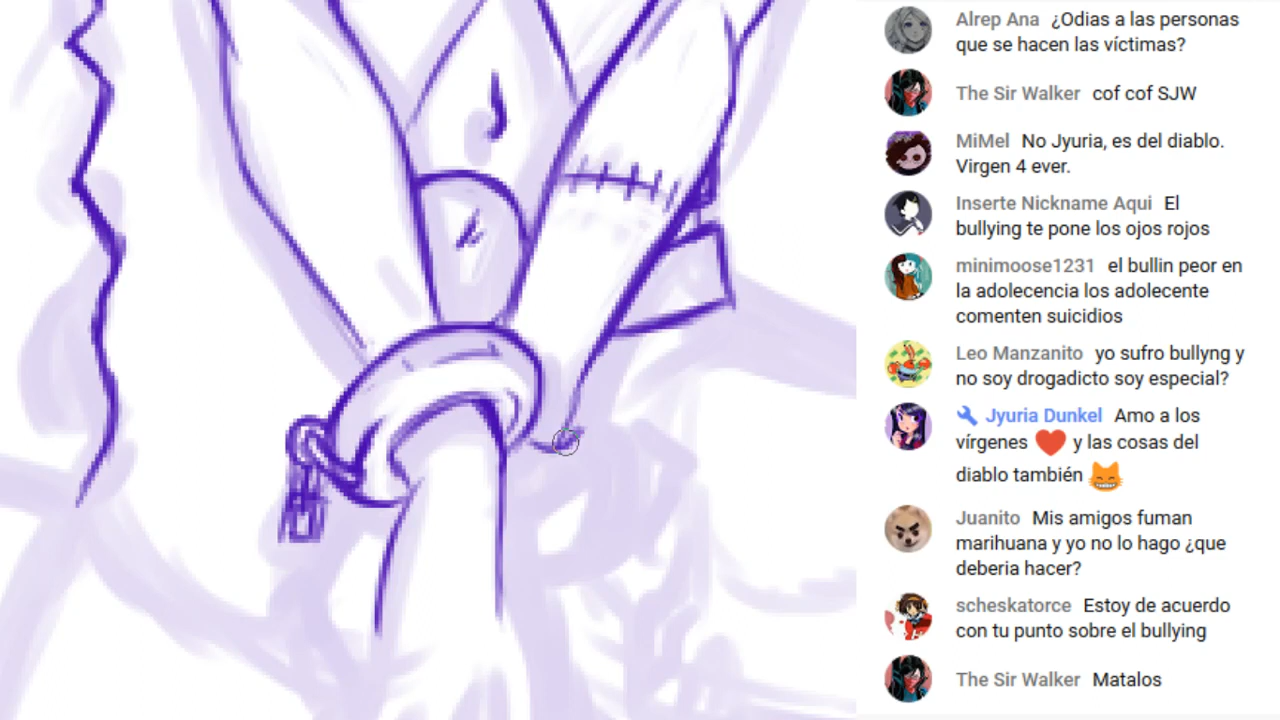 Alrep Ana ¿Odias a las personas
que se hacen las víctimas?
The Sir Walker cof cof SJW
MiMel No Jyuria, es del diablo.
Virgen 4 ever.
Inserte Nickname Aqui El
bullying te pone los ojos rojos
minimoose1231 el bullin peor en
la adolecencia los adolecente
comenten suicidios
Leo Manzanito yo sufro bullyng y
no soy drogadicto soy especial?
Jyuria Dunkel Amo a los
vírgenes ❤️ y las cosas del
diablo también 😸
Juanito Mis amigos fuman
marihuana y yo no lo hago ¿que
deberia hacer?
scheskatorce Estoy de acuerdo
con tu punto sobre el bullying
The Sir Walker Matalos